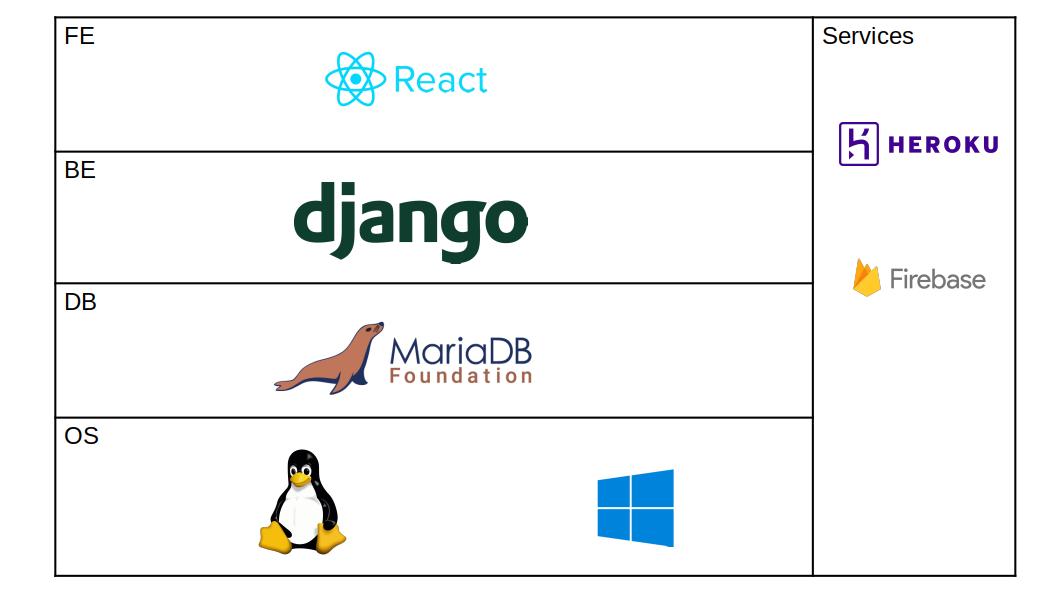 FE
React
BE
django
DB
MariaDB
Foundation
OS
Services
HEROKU
Firebase